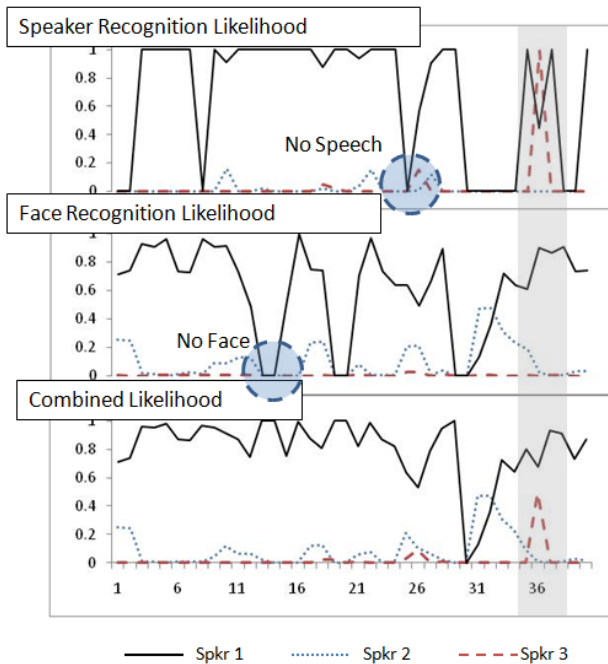 Speaker Recognition Likelihood
1
0.8
0.6
0.4
0.2
0
No Speech
Face Recognition Likelihood
1
0.8
0.6
0.4
0.2
0
No Face
Combined Likelihood
1
0.8
0.6
0.4
0.2
0
1 6 11 16 21 26 31 36
Spkr 1 Spkr 2 Spkr 3